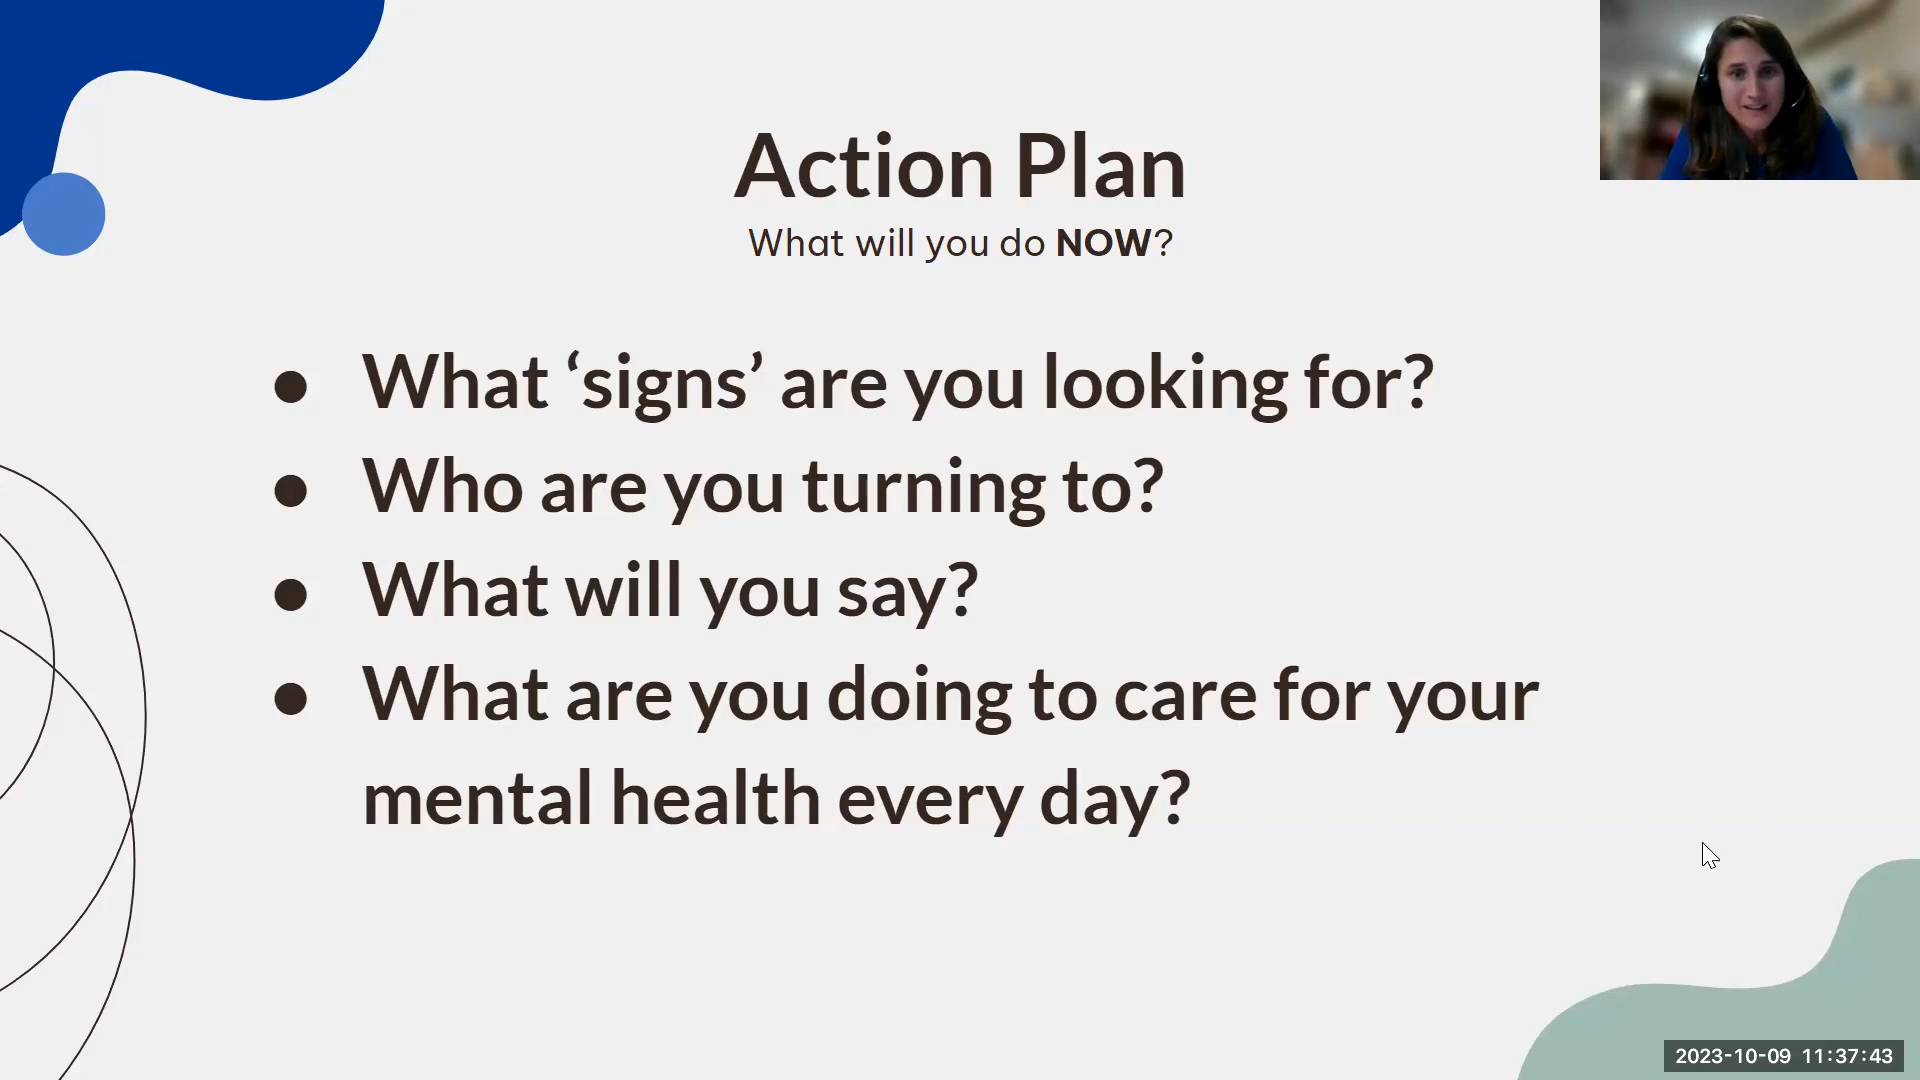 Action Plan
What will you do NOW?
● What ‘signs’ are you looking for?
● Who are you turning to?
● What will you say?
● What are you doing to care for your
mental health every day?
2023-10-09 11:37:43